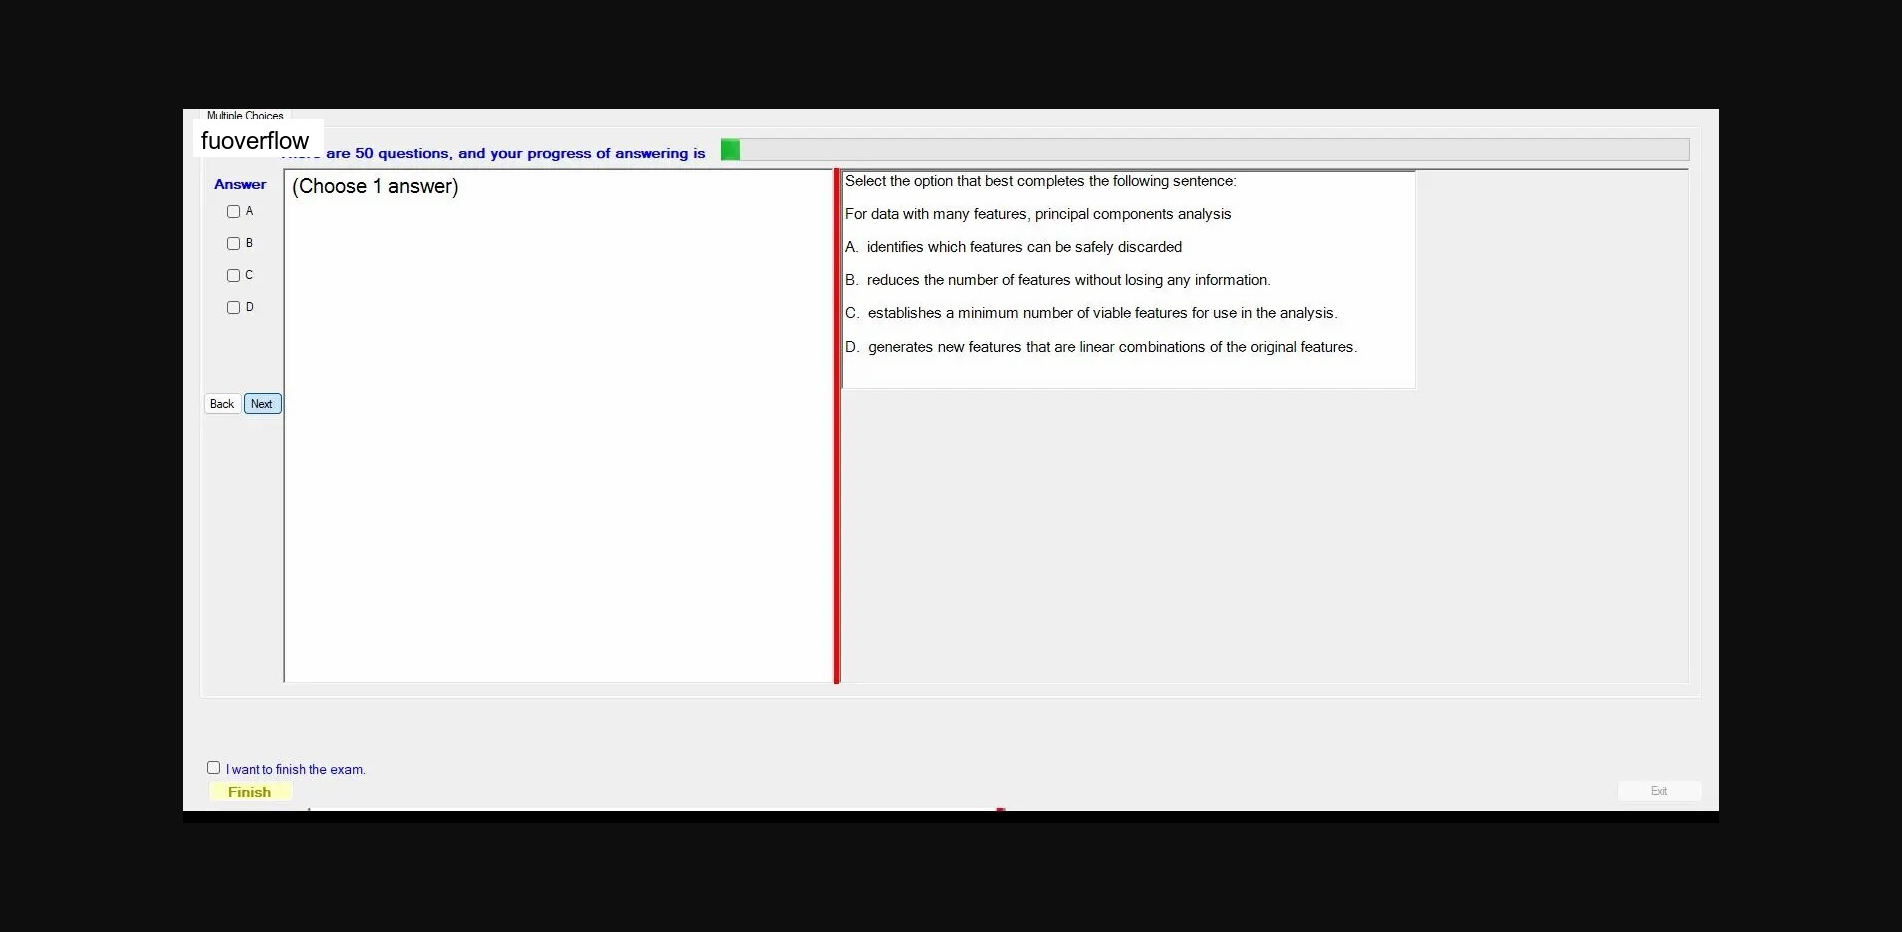 Multiple Choices
fuoverflow
are 50 questions, and your progress of answering is
Answer
(Choose 1 answer)
A
B
C
D
Back
Next
Select the option that best completes the following sentence:
For data with many features, principal components analysis
A. identifies which features can be safely discarded
B. reduces the number of features without losing any information.
C. establishes a minimum number of viable features for use in the analysis.
D. generates new features that are linear combinations of the original features.
I want to finish the exam.
Finish
Exit